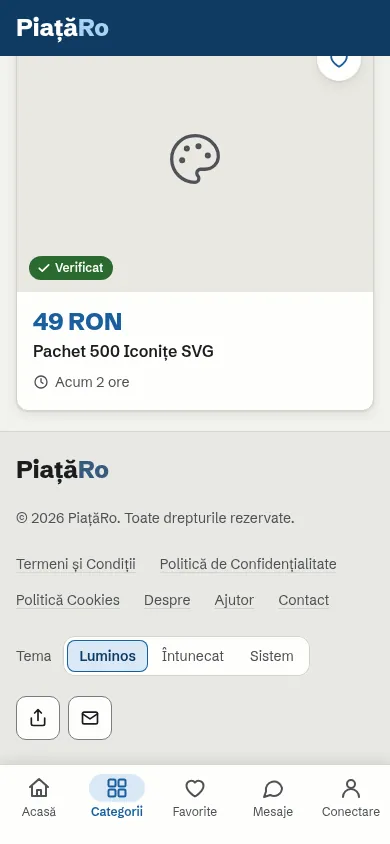 PiațăRo
Verificat
49 RON
Pachet 500 Iconițe SVG
Acum 2 ore
PiațăRo
© 2026 PiațăRo. Toate drepturile rezervate.
Termeni și Condiții Politică de Confidențialitate
Politică Cookies Despre Ajutor Contact
Tema Luminos Întunecat Sistem
Acasă Categorii Favorite Mesaje Conectare